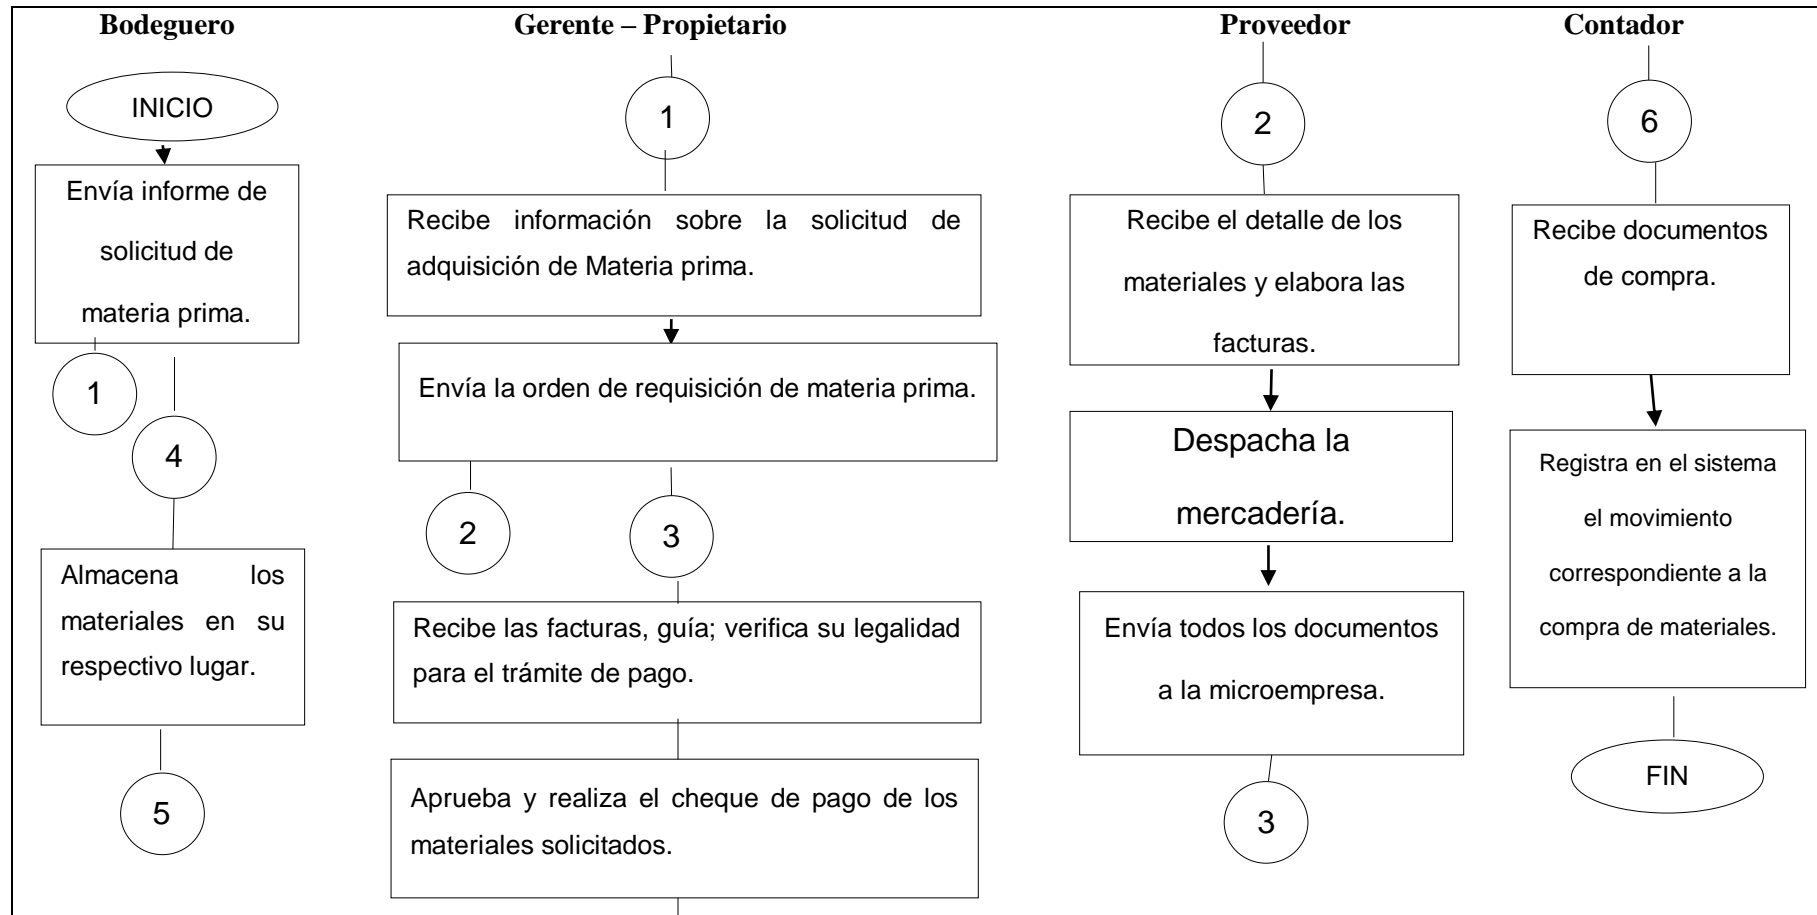 Bodeguero
INICIO
Envía informe de
solicitud de
materia prima.
1
4
Almacena los
materiales en su
respectivo lugar.
5
Gerente – Propietario
1
Recibe información sobre la solicitud de
adquisición de Materia prima.
Envía la orden de requisición de materia prima.
2
3
Recibe las facturas, guía; verifica su legalidad
para el trámite de pago.
Aprueba y realiza el cheque de pago de los
materiales solicitados.
Proveedor
2
Recibe el detalle de los
materiales y elabora las
facturas.
Despacha la
mercadería.
Envía todos los documentos
a la microempresa.
3
Contador
6
Recibe documentos
de compra.
Registra en el sistema
el movimiento
correspondiente a la
compra de materiales.
FIN